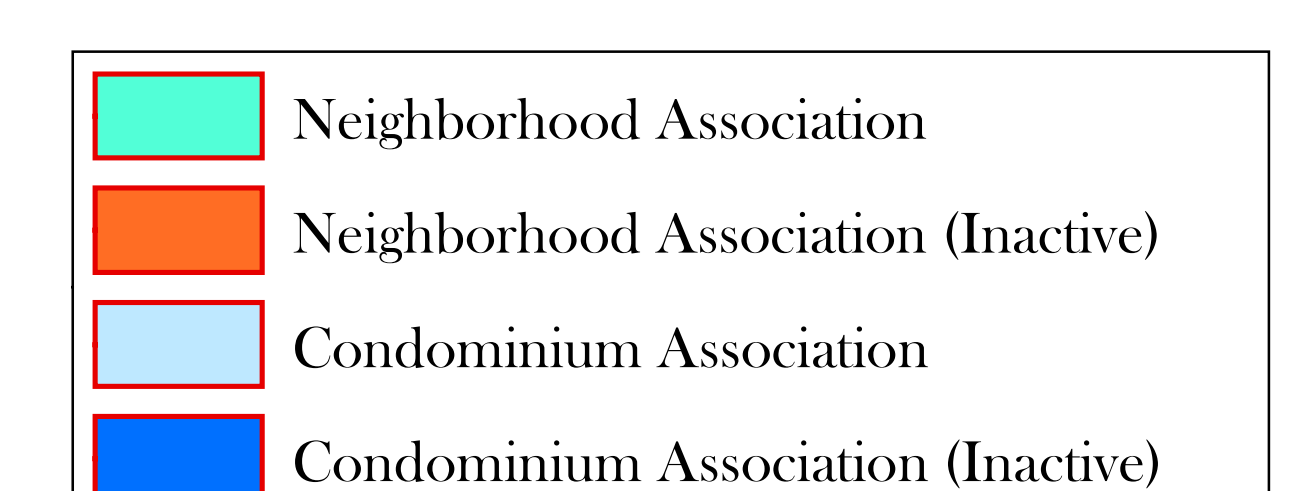 Neighborhood Association
Neighborhood Association (Inactive)
Condominium Association
Condominium Association (Inactive)